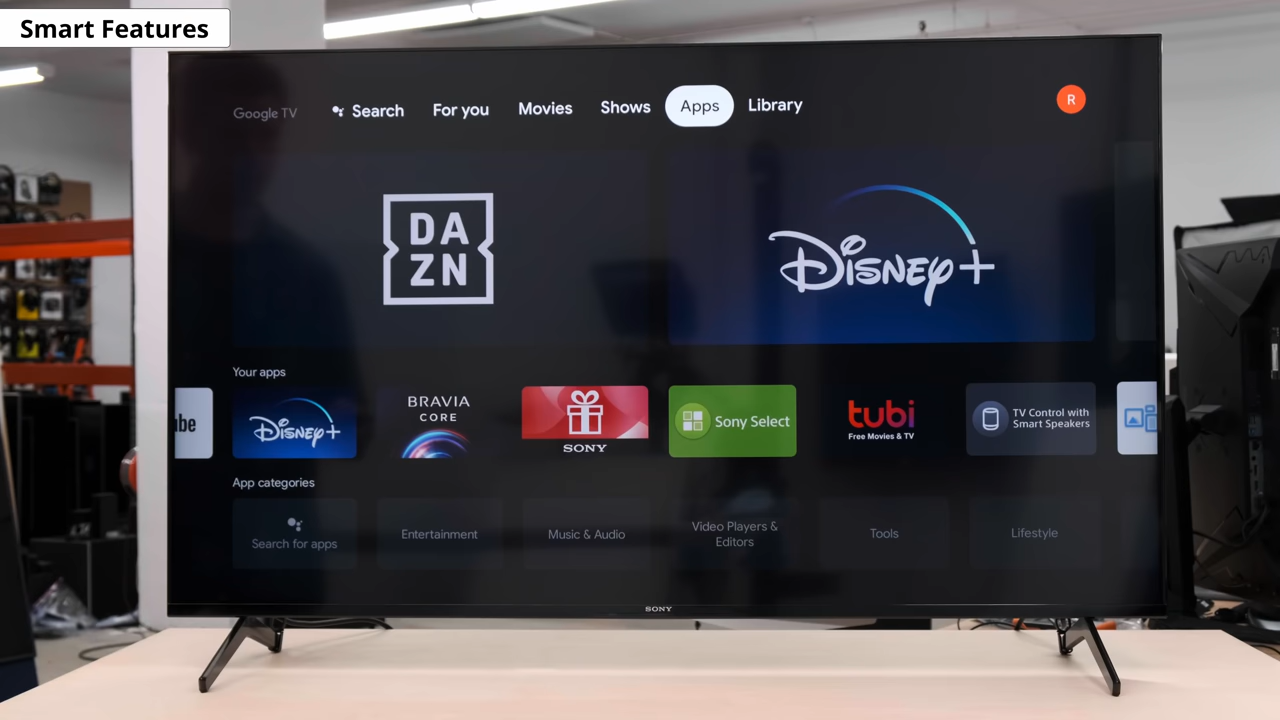 Smart Features
Google TV
Search
For you
Movies
Shows
Apps
Library
R
DA
ZN
Disney+
Your apps
Disney+
BRAVIA
CORE
SONY
Sony Select
tubi
Free Movies & TV
TV Control with
Smart Speakers
App categories
Search for apps
Entertainment
Music & Audio
Video Players &
Editors
Tools
Lifestyle
SONY